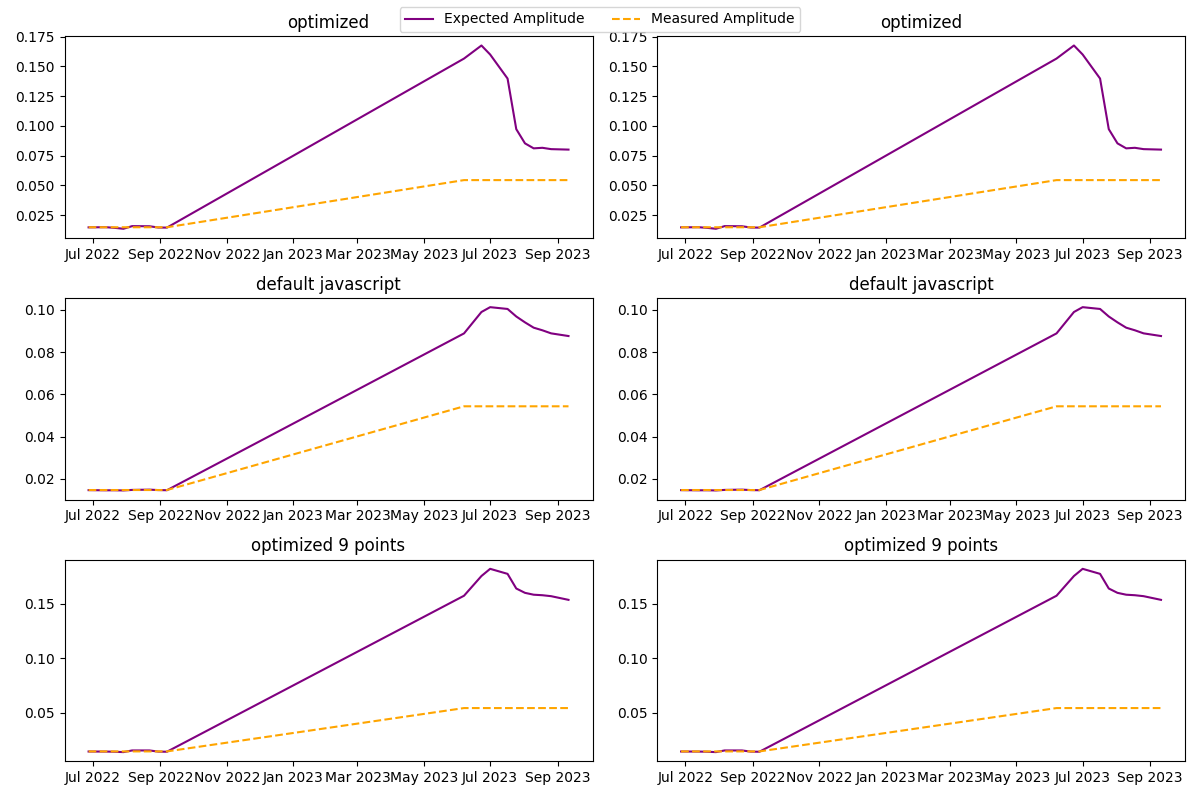 Expected Amplitude Measured Amplitude
optimized optimized
0.175 0.175
0.150 0.150
0.125 0.125
0.100 0.100
0.075 0.075
0.050 0.050
0.025 0.025
Jul 2022 Sep 2022 Nov 2022 Jan 2023 Mar 2023 May 2023 Jul 2023 Sep 2023 Jul 2022 Sep 2022 Nov 2022 Jan 2023 Mar 2023 May 2023 Jul 2023 Sep 2023
default javascript default javascript
0.10 0.10
0.08 0.08
0.06 0.06
0.04 0.04
0.02 0.02
Jul 2022 Sep 2022 Nov 2022 Jan 2023 Mar 2023 May 2023 Jul 2023 Sep 2023 Jul 2022 Sep 2022 Nov 2022 Jan 2023 Mar 2023 May 2023 Jul 2023 Sep 2023
optimized 9 points optimized 9 points
0.15 0.15
0.10 0.10
0.05 0.05
Jul 2022 Sep 2022 Nov 2022 Jan 2023 Mar 2023 May 2023 Jul 2023 Sep 2023 Jul 2022 Sep 2022 Nov 2022 Jan 2023 Mar 2023 May 2023 Jul 2023 Sep 2023